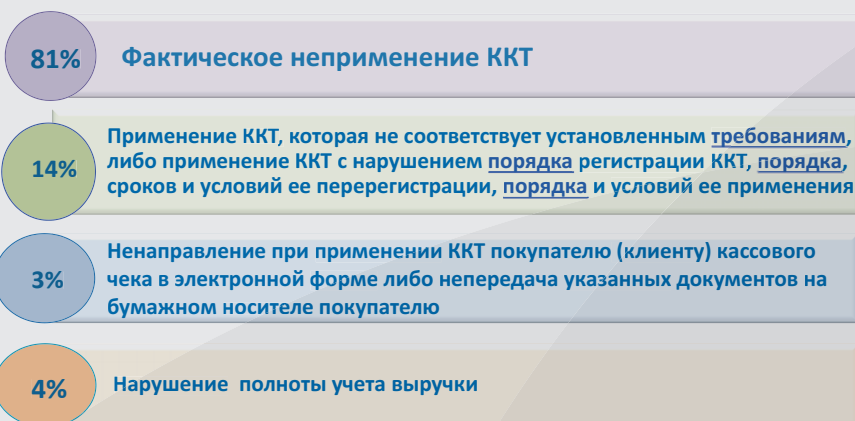 81%
Фактическое неприменение ККТ
14%
Применение ККТ, которая не соответствует установленным требованиям,
либо применение ККТ с нарушением порядка регистрации ККТ, порядка,
сроков и условий ее перерегистрации, порядка и условий ее применения
3%
Ненаправление при применении ККТ покупателю (клиенту) кассового
чека в электронной форме либо непередача указанных документов на
бумажном носителе покупателю
4%
Нарушение полноты учета выручки